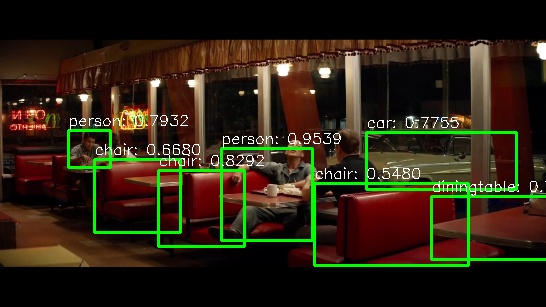 person: 0.7932
chair: 0.6680
chair: 0.8292
person: 0.9539
chair: 0.5480
car: 0.7755
diningtable: 0.
OPEN